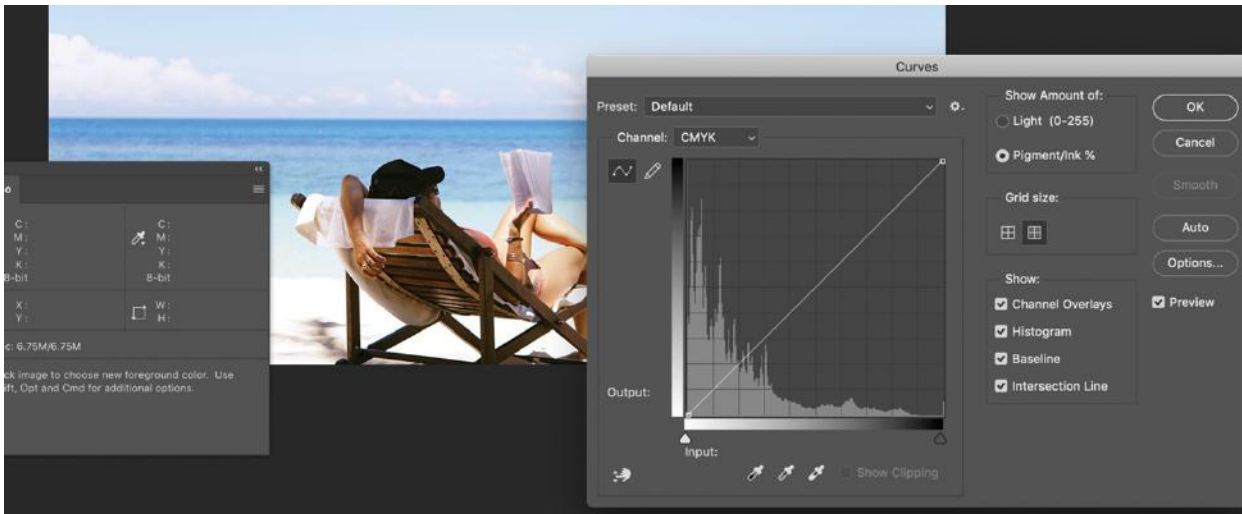 Curves
Preset: Default
Channel: CMYK
Output:
Input:
Show Clipping
Show Amount of:
Light (0-255)
Pigment/Ink %
Grid size:
Show:
Channel Overlays
Histogram
Baseline
Intersection Line
OK
Cancel
Smooth
Auto
Options...
Preview
C:
M:
Y:
K:
8-bit
C:
M:
Y:
K:
8-bit
X:
Y:
W:
H:
c: 6.75M/6.75M
ck image to choose new foreground color. Use
ift, Opt and Cmd for additional options.